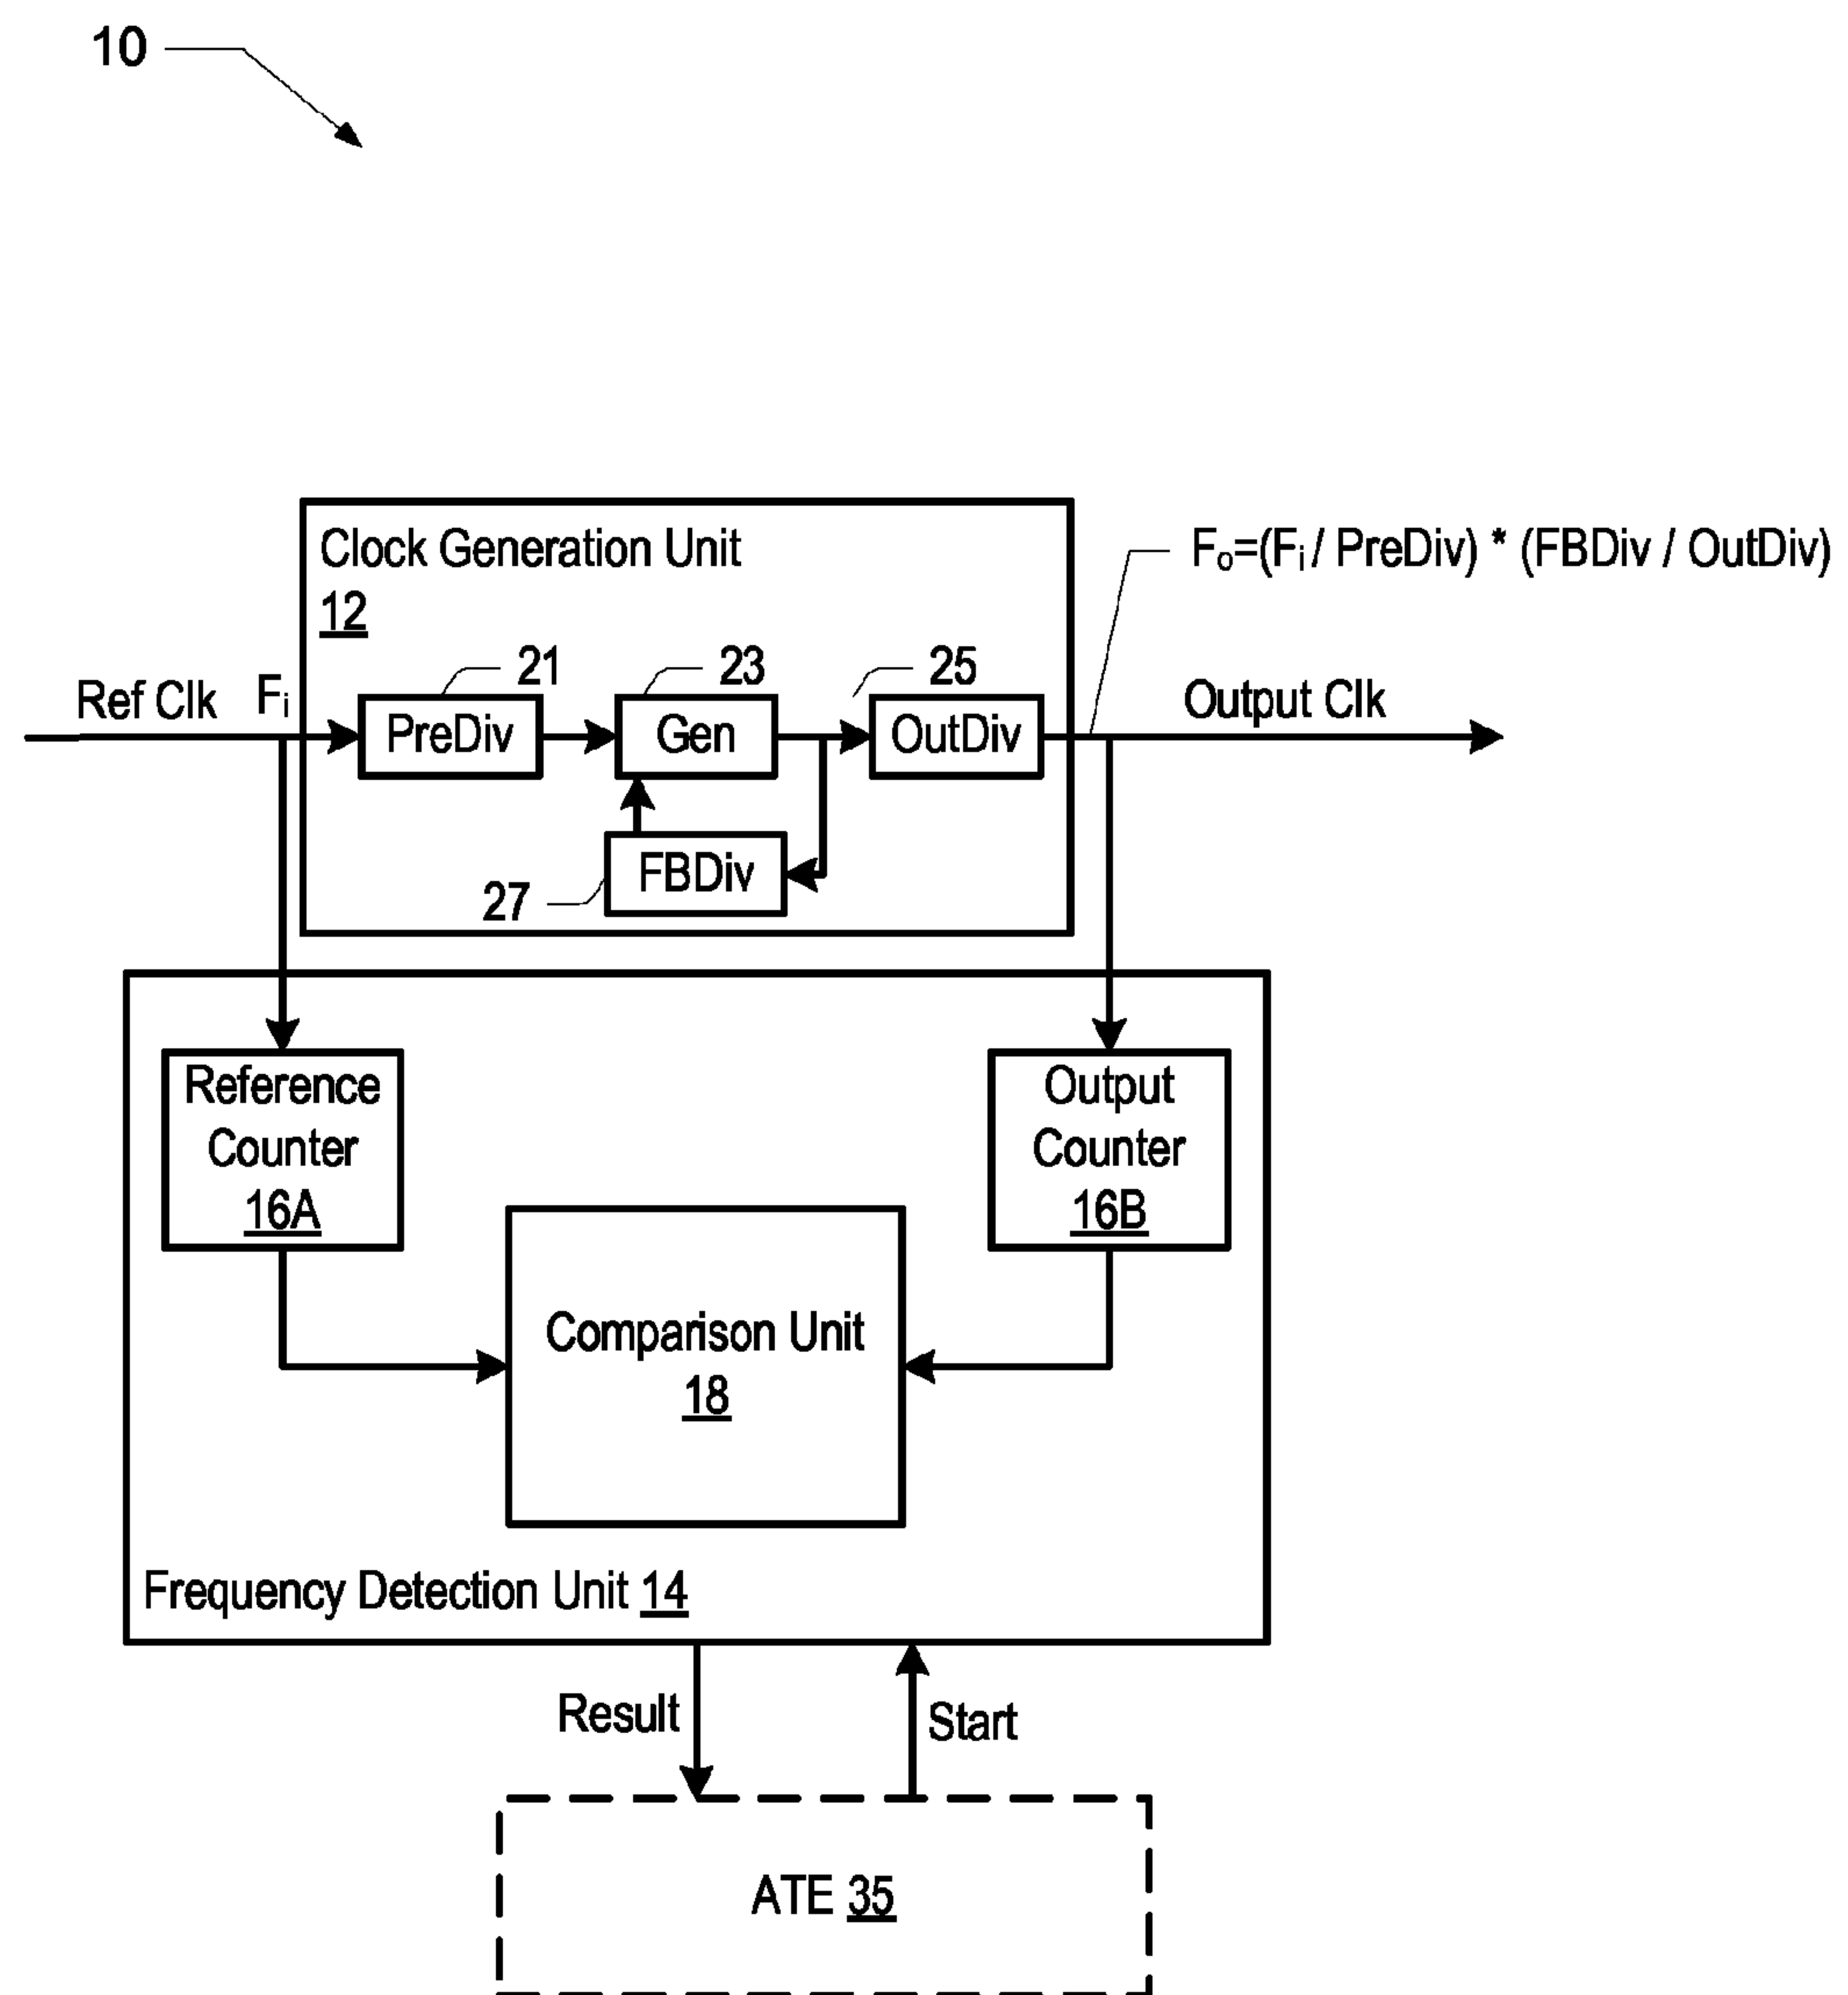 10
Clock Generation Unit
12
Fo=(Fi / PreDiv) * (FBDiv / OutDiv)
21
23
25
Ref Clk
Fi
PreDiv
Gen
OutDiv
Output Clk
FBDiv
27
Reference
Counter
16A
Output
Counter
16B
Comparison Unit
18
Frequency Detection Unit 14
Result
Start
ATE 35